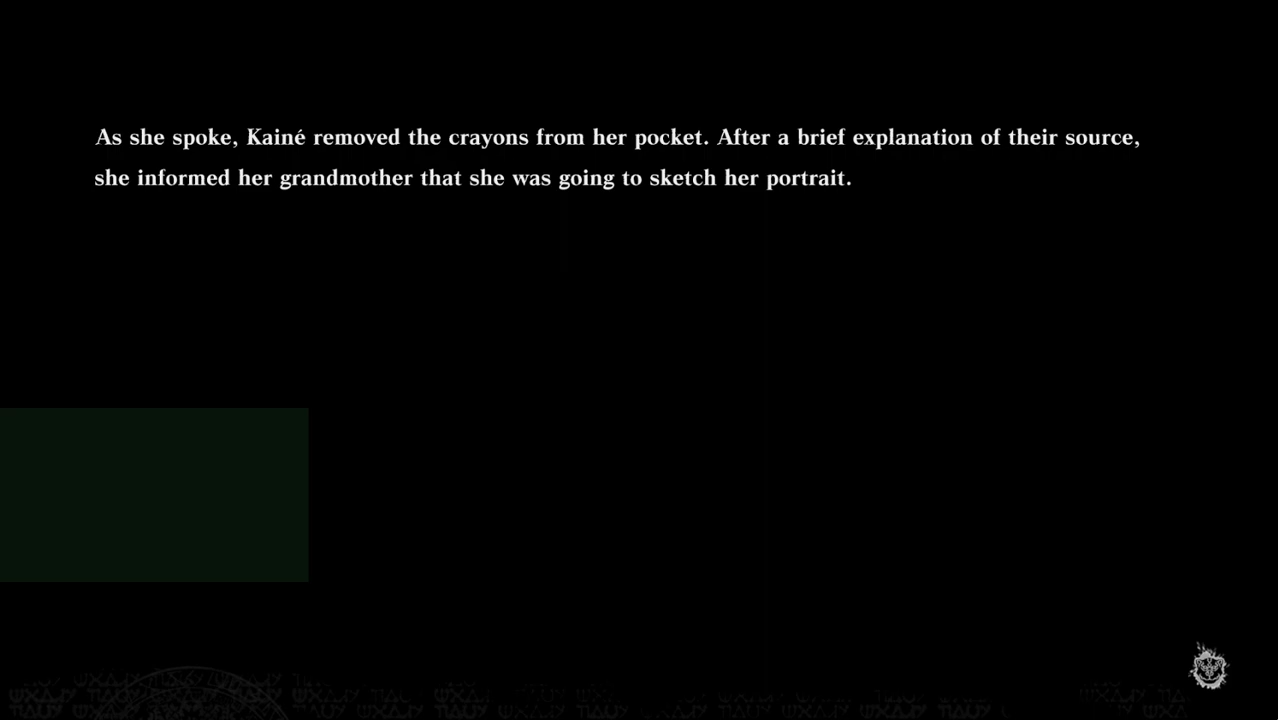 As she spoke, Kainé removed the crayons from her pocket. After a brief explanation of their source,
she informed her grandmother that she was going to sketch her portrait.